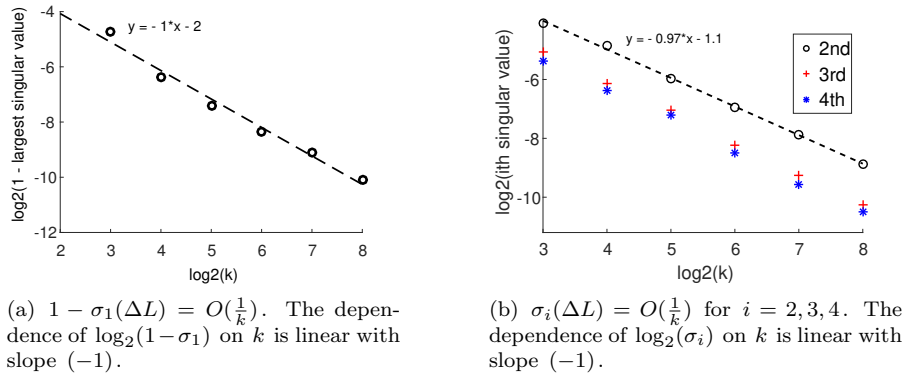 log2(1 - largest singular value)
-4
-6
-8
-10
-12
y = - 1*x - 2
2 3 4 5 6 7 8
log2(k)
log2(ith singular value)
-6
-8
-10
y = - 0.97*x - 1.1
2nd
3rd
4th
3 4 5 6 7 8
log2(k)
(a) 1 − σ₁(ΔL) = O(1/k). The depen-
dence of log₂(1−σ₁) on k is linear with
slope (−1).
(b) σᵢ(ΔL) = O(1/k) for i = 2, 3, 4. The
dependence of log₂(σᵢ) on k is linear with
slope (−1).